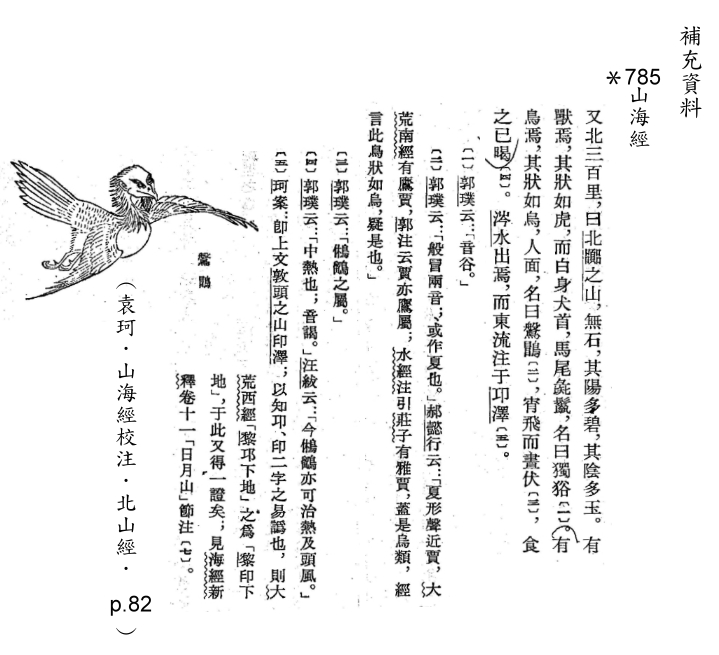 補充資料
＊785
山海經
又北三百里，曰北囂之山，無石，其陽多碧，其陰多玉。有
獸焉，其狀如虎，而白身犬首，馬尾彘鬣，名曰獨𤞞〔一〕。有
鳥焉，其狀如烏，人面，名曰𪄀䳃〔二〕，宵飛而晝伏〔三〕，食
之已暍〔四〕。涔水出焉，而東流注于邛澤〔五〕。
〔一〕郭璞云：「音谷。」
〔二〕郭璞云：「般冒兩音；或作夏也。」郝懿行云：「夏形聲近賈，大
荒南經有鷹賈，郭注云賈亦鷹屬；水經注引莊子有雅賈，蓋是烏類，經
言此鳥狀如烏，疑是也。」
〔三〕郭璞云：「鵂鶹之屬。」
〔四〕郭璞云：「中熱也；音謁。」汪紱云：「今鵂鶹亦可治熱及頭風。」
〔五〕珂案：即上文敦頭之山印澤；以知邛、印二字之易譌也，則大
荒西經「黎邛下地」之為「黎印下
地」，于此又得一證矣；見海經新
釋卷十一「日月山」節注〔七〕。
𪄀䳃
（袁珂．山海經校注．北山經．
p.82
）